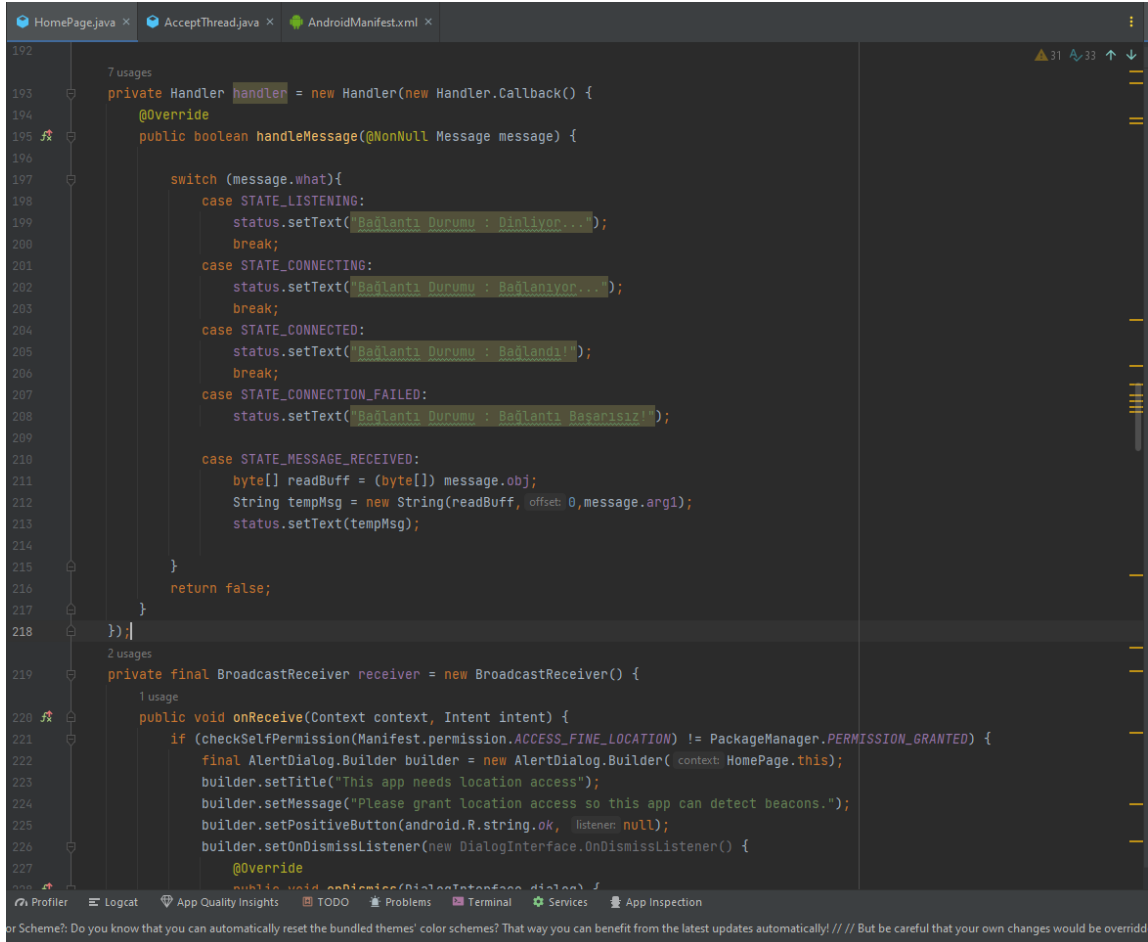 HomePage.java × AcceptThread.java × AndroidManifest.xml ×
192 31 33
7 usages
193 private Handler handler = new Handler(new Handler.Callback() {
194 @Override
195 public boolean handleMessage(@NonNull Message message) {
196
197 switch (message.what){
198 case STATE_LISTENING:
199 status.setText("Bağlantı Durumu : Dinliyor...");
200 break;
201 case STATE_CONNECTING:
202 status.setText("Bağlantı Durumu : Bağlanıyor...");
203 break;
204 case STATE_CONNECTED:
205 status.setText("Bağlantı Durumu : Bağlandı!");
206 break;
207 case STATE_CONNECTION_FAILED:
208 status.setText("Bağlantı Durumu : Bağlantı Başarısız!");
209
210 case STATE_MESSAGE_RECEIVED:
211 byte[] readBuff = (byte[]) message.obj;
212 String tempMsg = new String(readBuff, offset: 0,message.arg1);
213 status.setText(tempMsg);
214
215 }
216 return false;
217 }
218 });
2 usages
219 private final BroadcastReceiver receiver = new BroadcastReceiver() {
1 usage
220 public void onReceive(Context context, Intent intent) {
221 if (checkSelfPermission(Manifest.permission.ACCESS_FINE_LOCATION) != PackageManager.PERMISSION_GRANTED) {
222 final AlertDialog.Builder builder = new AlertDialog.Builder( context: HomePage.this);
223 builder.setTitle("This app needs location access");
224 builder.setMessage("Please grant location access so this app can detect beacons.");
225 builder.setPositiveButton(android.R.string.ok, listener: null);
226 builder.setOnDismissListener(new DialogInterface.OnDismissListener() {
227 @Override
228 public void onDismiss(DialogInterface dialog) {
Profiler Logcat App Quality Insights TODO Problems Terminal Services App Inspection
or Scheme?: Do you know that you can automatically reset the bundled themes' color schemes? That way you can benefit from the latest updates automatically! // // But be careful that your own changes would be overrid